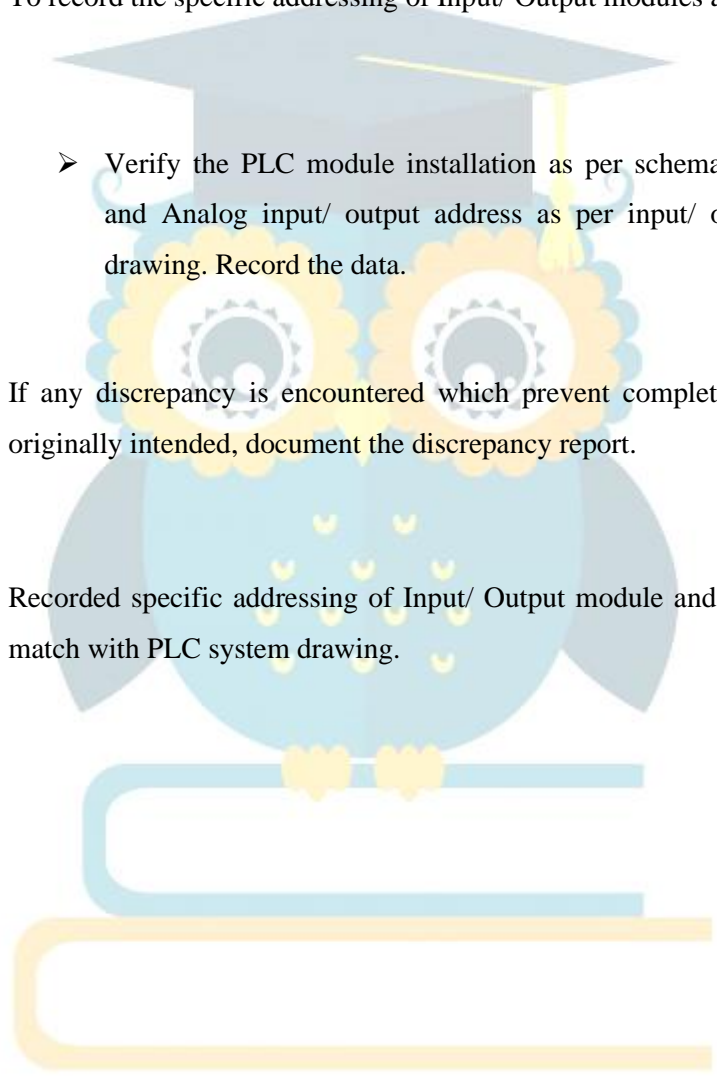 To record the specific addressing of Input/ Output modules a
➢ Verify the PLC module installation as per schema
and Analog input/ output address as per input/ o
drawing. Record the data.
If any discrepancy is encountered which prevent complet
originally intended, document the discrepancy report.
Recorded specific addressing of Input/ Output module and
match with PLC system drawing.